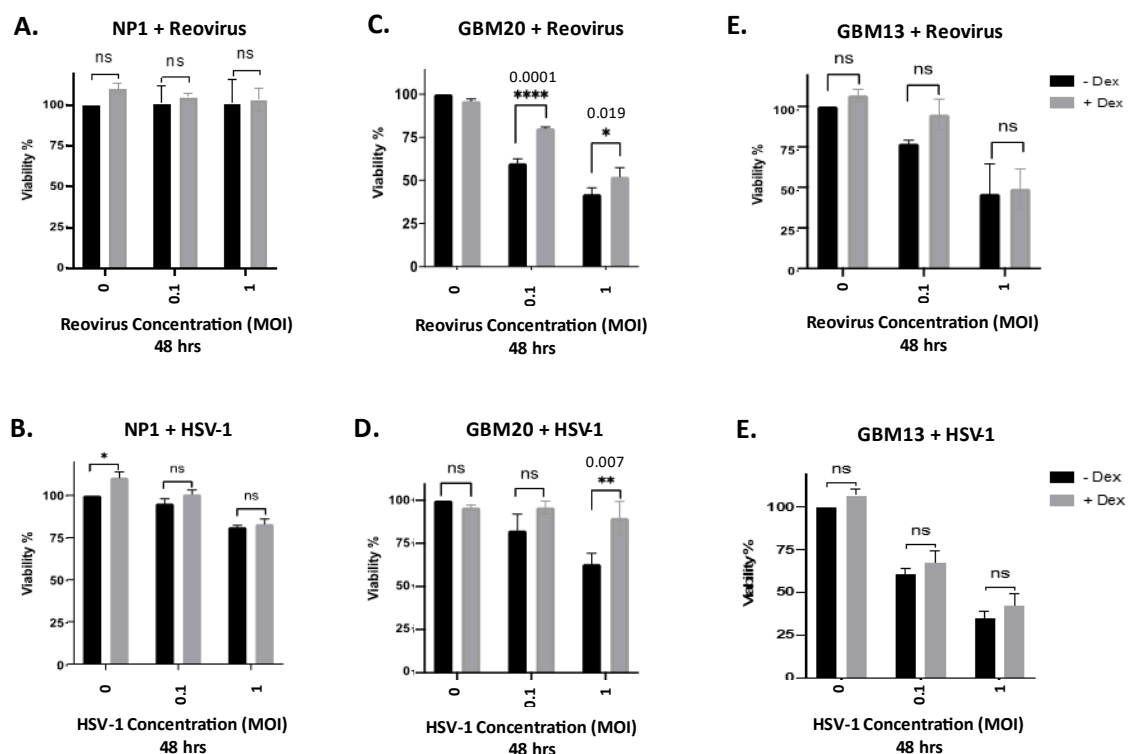 A.
NP1 + Reovirus
ns
ns
ns
100
75
50
25
0
Viability %
0
0.1
1
Reovirus Concentration (MOI)
48 hrs
C.
GBM20 + Reovirus
0.0001
****
0.019
*
100
75
50
25
0
Viability %
0
0.1
1
Reovirus Concentration (MOI)
48 hrs
E.
GBM13 + Reovirus
ns
ns
ns
100
75
50
25
0
Viability %
0
0.1
1
Reovirus Concentration (MOI)
48 hrs
- Dex
+ Dex
B.
NP1 + HSV-1
*
ns
ns
100
75
50
25
0
Viability %
0
0.1
1
HSV-1 Concentration (MOI)
48 hrs
D.
GBM20 + HSV-1
ns
ns
0.007
**
100
75
50
25
0
Viability %
0
0.1
1
HSV-1 Concentration (MOI)
48 hrs
E.
GBM13 + HSV-1
ns
ns
ns
100
75
50
25
0
Viability %
0
0.1
1
HSV-1 Concentration (MOI)
48 hrs
- Dex
+ Dex